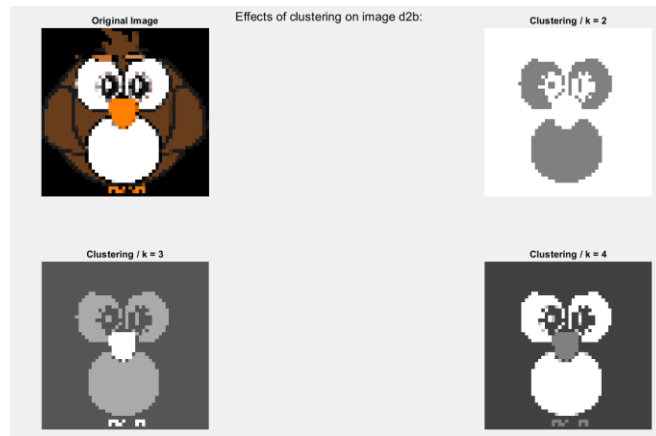 Effects of clustering on image d2b:
Original Image
Clustering / k = 2
Clustering / k = 3
Clustering / k = 4